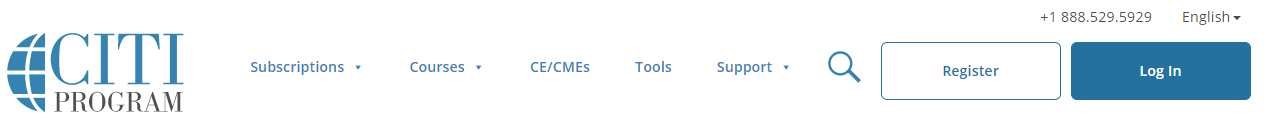 +1 888.529.5929 English
CITI
PROGRAM
Subscriptions Courses CE/CMEs Tools Support Register Log In